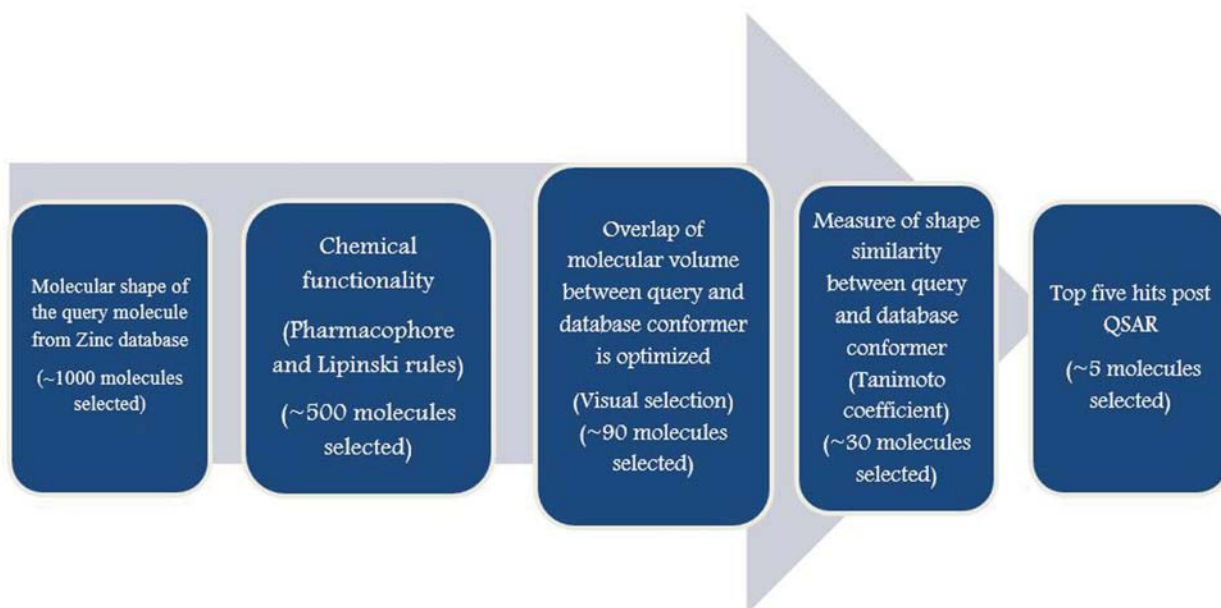 Molecular shape of
the query molecule
from Zinc database
(~1000 molecules
selected)
Chemical
functionality
(Pharmacophore
and Lipinski rules)
(~500 molecules
selected)
Overlap of
molecular volume
between query and
database conformer
is optimized
(Visual selection)
(~90 molecules
selected)
Measure of shape
similarity
between query
and database
conformer
(Tanimoto
coefficient)
(~30 molecules
selected)
Top five hits post
QSAR
(~5 molecules
selected)